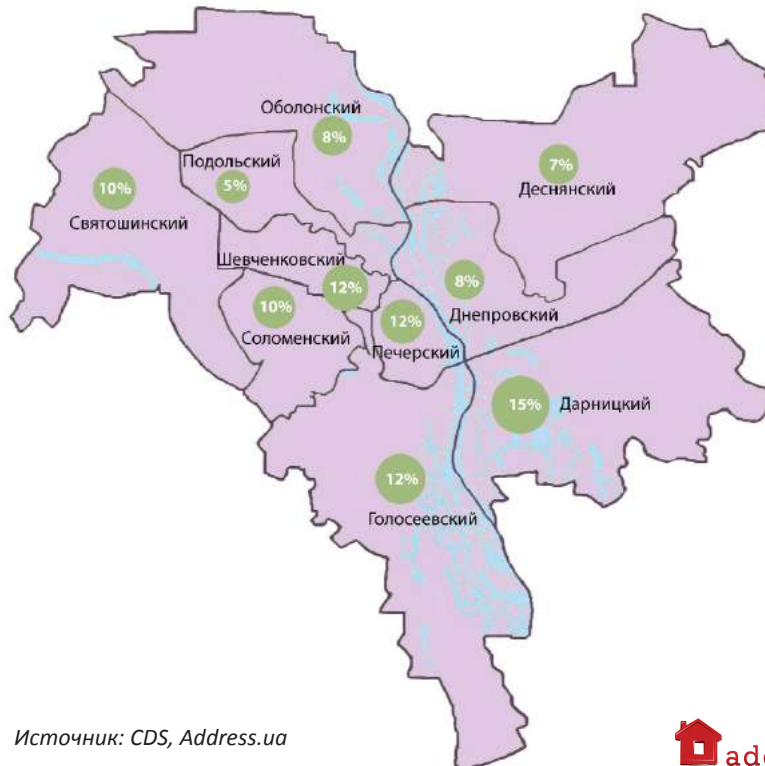 Оболонский
8%
Подольский
5%
7%
Деснянский
10%
Святошинский
Шевченковский
12%
8%
Днепровский
10%
Соломенский
12%
Печерский
15%
Дарницкий
12%
Голосеевский
Источник: CDS, Address.ua